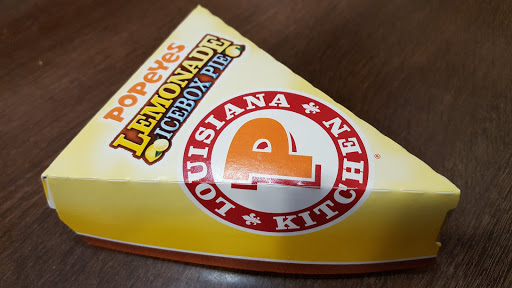 POPEYES
LEMONADE
ICEBOX PIE
LOUISIANA
P
KITCHEN
®